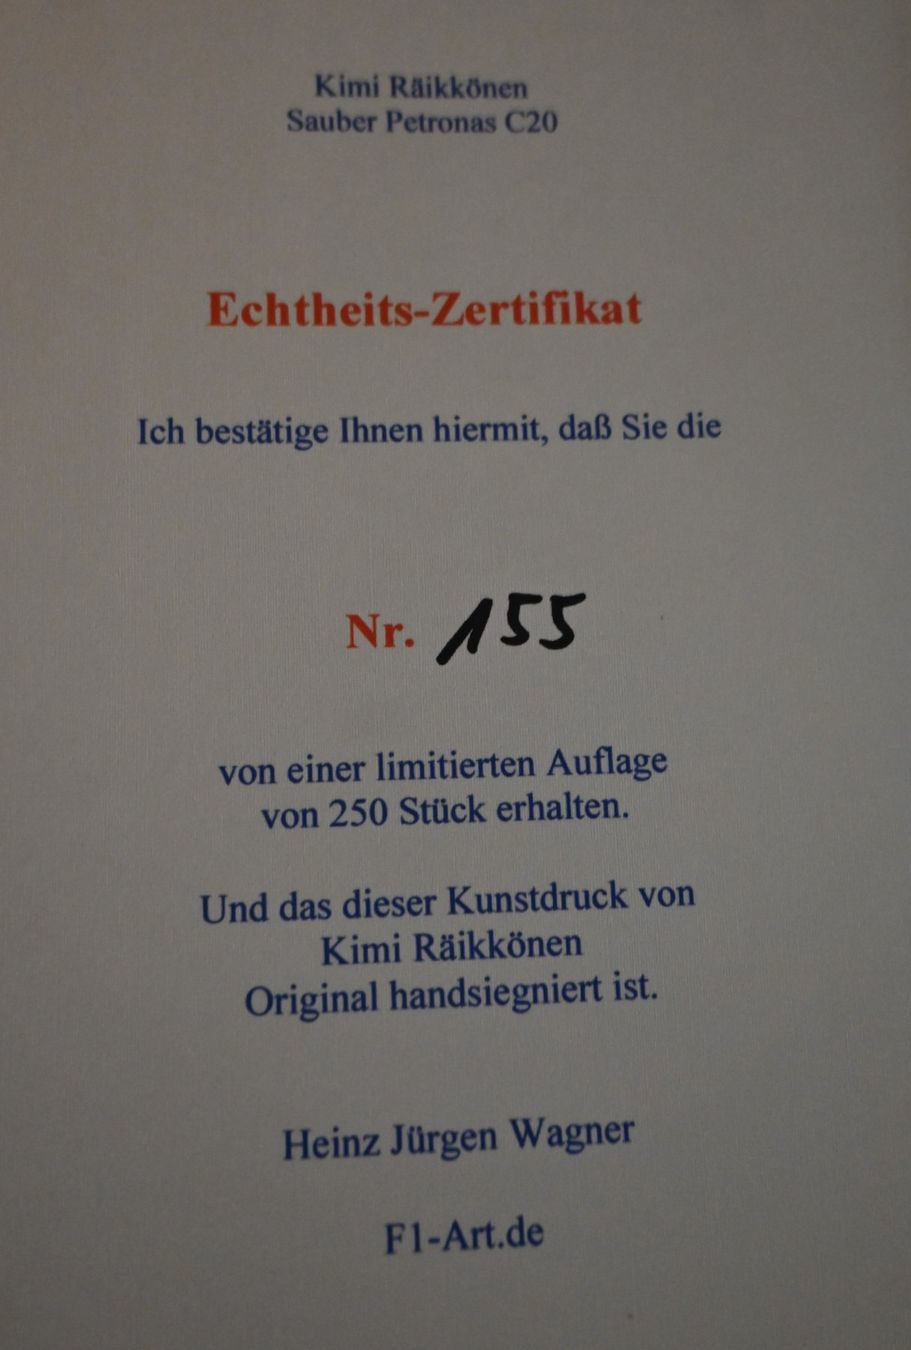 Kimi Räikkönen
Sauber Petronas C20
Echtheits-Zertifikat
Ich bestätige Ihnen hiermit, daß Sie die
Nr. 155
von einer limitierten Auflage
von 250 Stück erhalten.
Und das dieser Kunstdruck von
Kimi Räikkönen
Original handsiegniert ist.
Heinz Jürgen Wagner
F1-Art.de